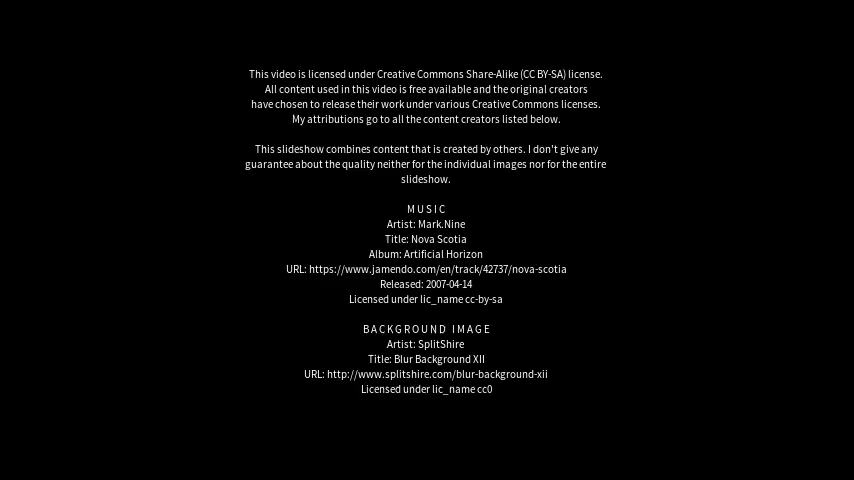 This video is licensed under Creative Commons Share-Alike (CC BY-SA) license.
All content used in this video is free available and the original creators
have chosen to release their work under various Creative Commons licenses.
My attributions go to all the content creators listed below.
This slideshow combines content that is created by others. I don't give any
guarantee about the quality neither for the individual images nor for the entire
slideshow.
MUSIC
Artist: Mark.Nine
Title: Nova Scotia
Album: Artificial Horizon
URL: https://www.jamendo.com/en/track/42737/nova-scotia
Released: 2007-04-14
Licensed under lic_name cc-by-sa
BACKGROUND IMAGE
Artist: SplitShire
Title: Blur Background XII
URL: http://www.splitshire.com/blur-background-xii
Licensed under lic_name cc0